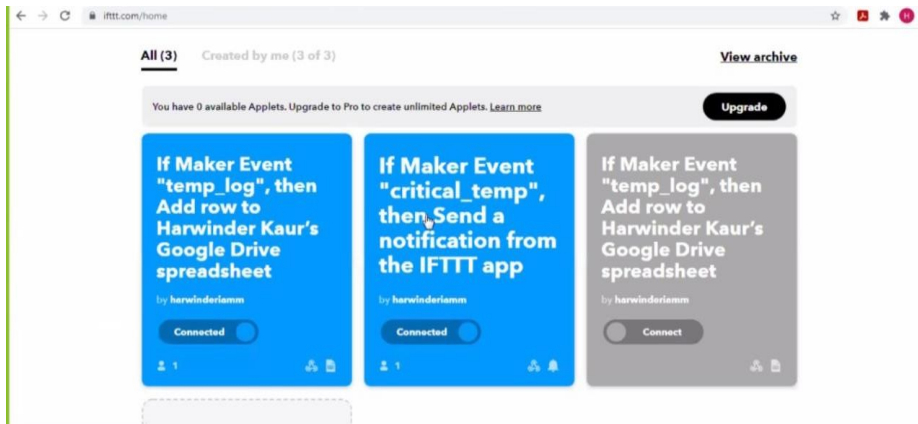 ifttt.com/home
H
All (3)
Created by me (3 of 3)
View archive
You have 0 available Applets. Upgrade to Pro to create unlimited Applets. Learn more
Upgrade
If Maker Event
"temp_log", then
Add row to
Harwinder Kaur's
Google Drive
spreadsheet
by harwinderiamm
Connected
1
If Maker Event
"critical_temp",
then Send a
notification from
the IFTTT app
by harwinderiamm
Connected
1
If Maker Event
"temp_log", then
Add row to
Harwinder Kaur's
Google Drive
spreadsheet
by harwinderiamm
Connect